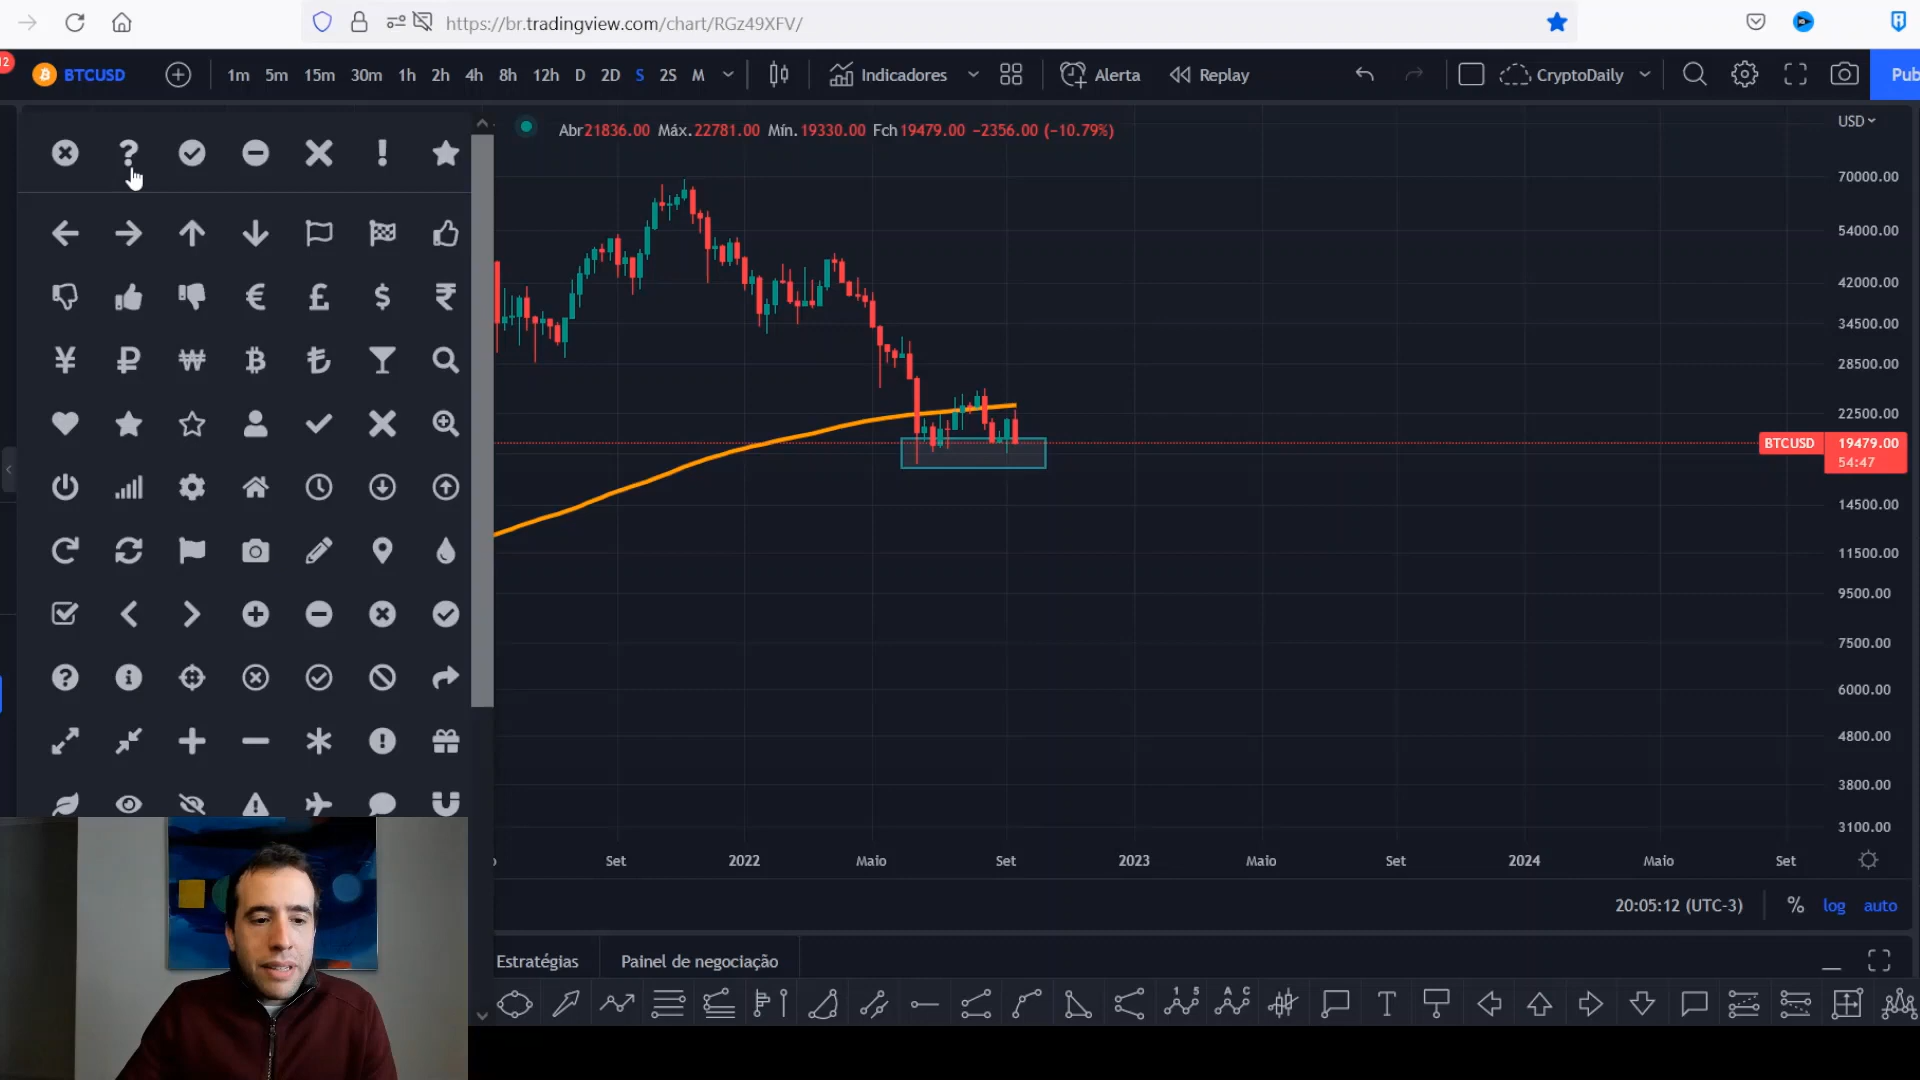 https://br.tradingview.com/chart/RGz49XFV/
12
BTCUSD
1m 5m 15m 30m 1h 2h 4h 8h 12h D 2D S 2S M
Indicadores
Alerta
Replay
CryptoDaily
Pub
Abr21836.00 Máx.22781.00 Mín.19330.00 Fch19479.00 −2356.00 (−10.79%)
USD
70000.00
54000.00
42000.00
34500.00
28500.00
22500.00
BTCUSD 19479.00
54:47
14500.00
11500.00
9500.00
7500.00
6000.00
4800.00
3800.00
3100.00
Set 2022 Maio Set 2023 Maio Set 2024 Maio Set
20:05:12 (UTC-3) % log auto
Estratégias Painel de negociação